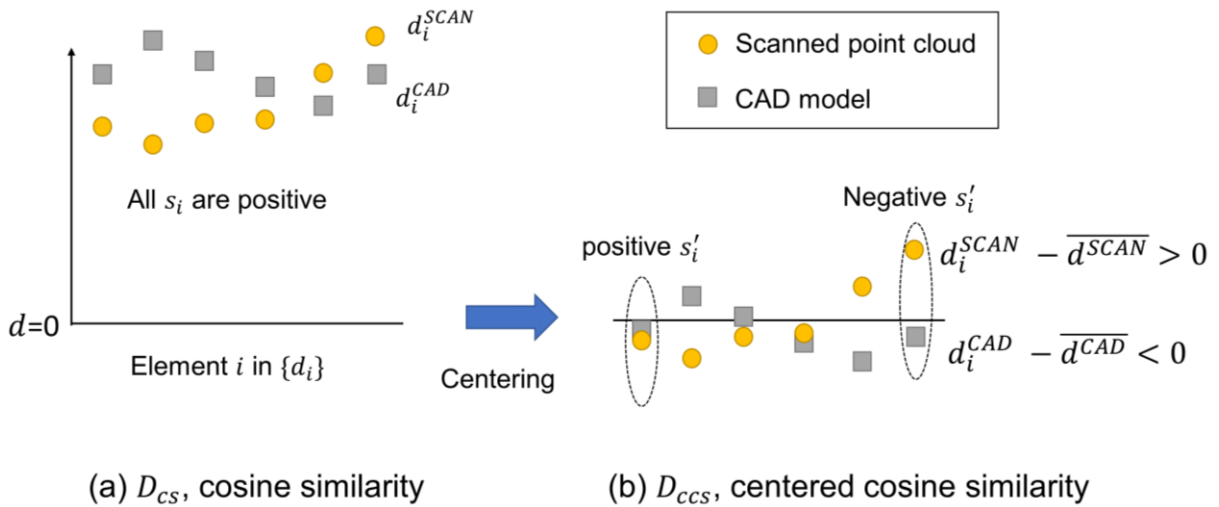 d_i^{SCAN}
d_i^{CAD}
All s_i are positive
d=0
Element i in {d_i}
Scanned point cloud
CAD model
Centering
Negative s_i'
positive s_i'
d_i^{SCAN} − \overline{d^{SCAN}} > 0
d_i^{CAD} − \overline{d^{CAD}} < 0
(a) D_{cs}, cosine similarity
(b) D_{ccs}, centered cosine similarity